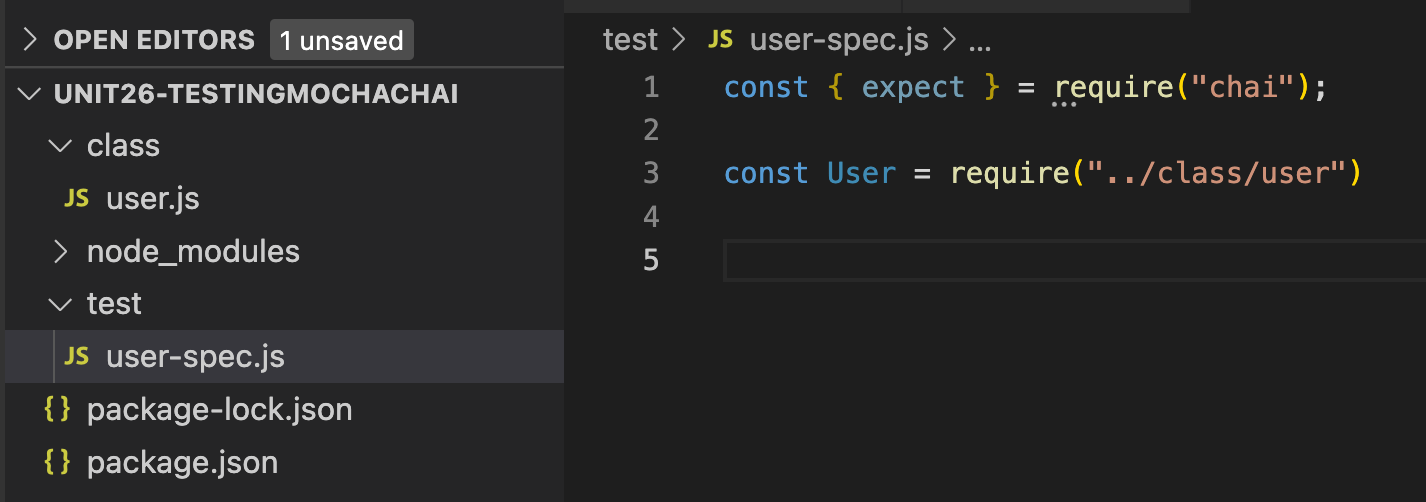 OPEN EDITORS 1 unsaved
UNIT26-TESTINGMOCHACHAI
class
JS user.js
node_modules
test
JS user-spec.js
{} package-lock.json
{} package.json
test > JS user-spec.js > ...
1 const { expect } = require("chai");
2
3 const User = require("../class/user")
4
5